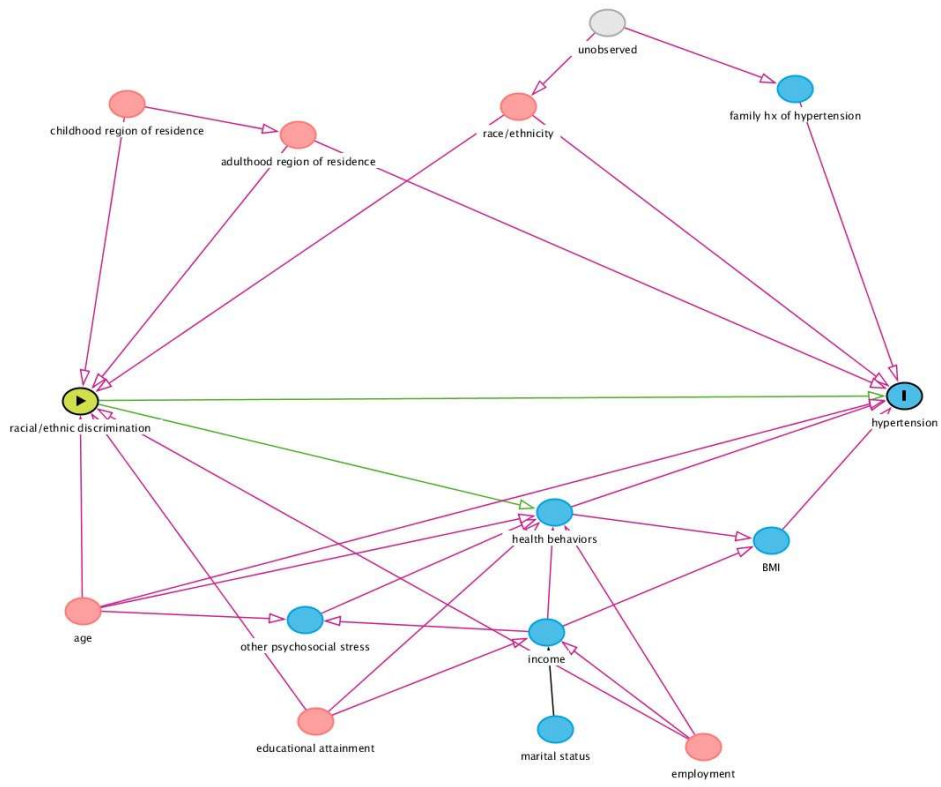 unobserved
family hx of hypertension
childhood region of residence
race/ethnicity
adulthood region of residence
racial/ethnic discrimination
hypertension
health behaviors
BMI
age
other psychosocial stress
income
educational attainment
marital status
employment